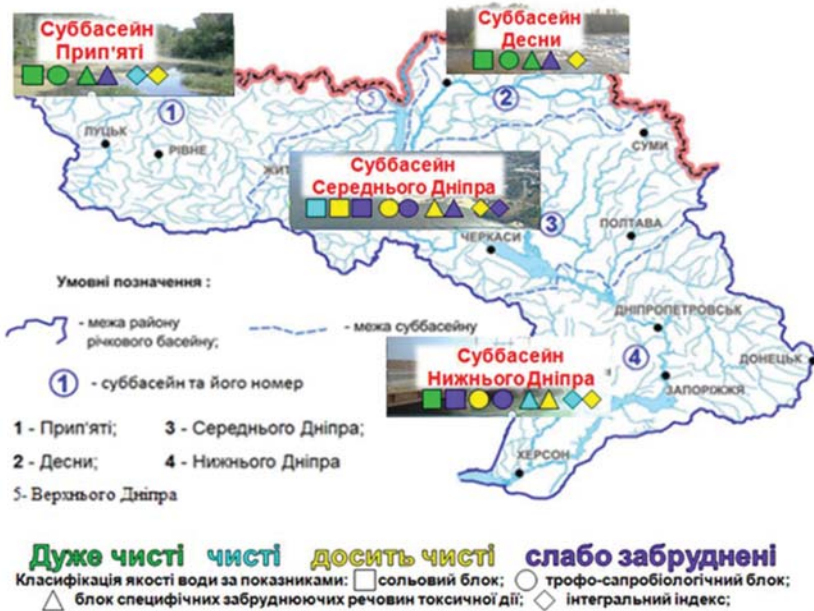 Суббасейн
Прип'яті
Суббасейн
Десни
1
5
2
ЛУЦЬК
РІВНЕ
ЖИТ
СУМИ
Суббасейн
Середнього Дніпра
3
ПОЛТАВА
ЧЕРКАСИ
Умовні позначення :
- межа району
річкового басейну;
- межа суббасейну
ДНІПРОПЕТРОВСЬК
4
ДОНЕЦЬК
ЗАПОРІЖЖЯ
Суббасейн
Нижнього Дніпра
1 - суббасейн та його номер
1 - Прип'яті; 3 - Середнього Дніпра;
2 - Десни; 4 - Нижнього Дніпра
5- Верхнього Дніпра
ХЕРСОН
Дуже чисті чисті досить чисті слабо забруднені
Класифікація якості води за показниками: сольовий блок; трофо-сапробіологічний блок;
блок специфічних забруднюючих речовин токсичної дії; інтегральний індекс;